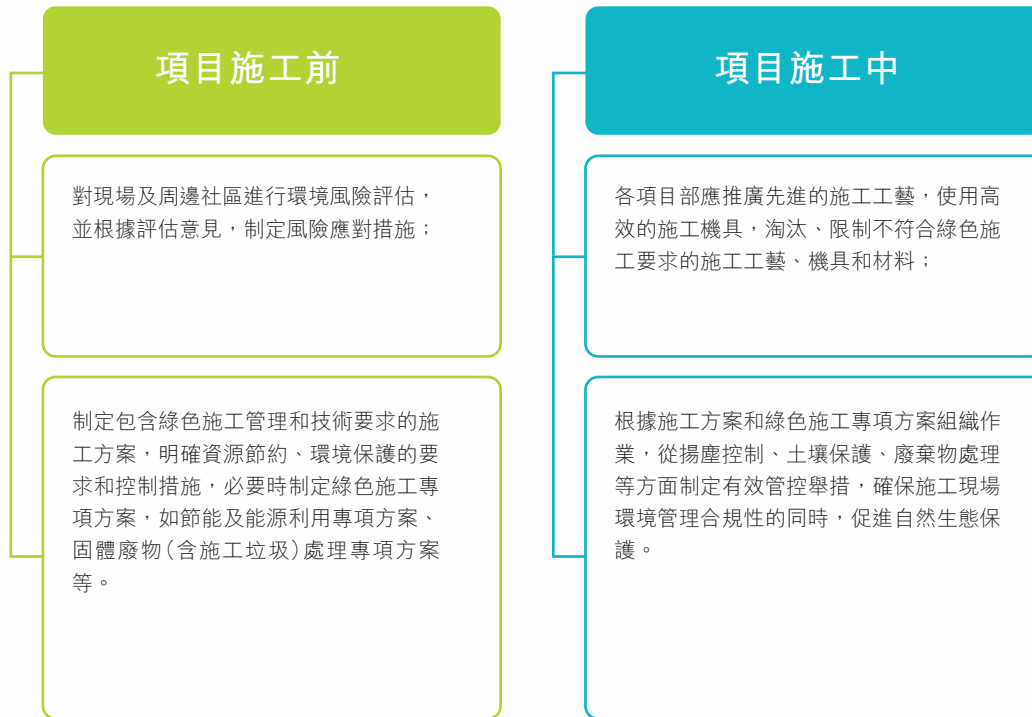 項目施工前
對現場及周邊社區進行環境風險評估，
並根據評估意見，制定風險應對措施；
制定包含綠色施工管理和技術要求的施
工方案，明確資源節約、環境保護的要
求和控制措施，必要時制定綠色施工專
項方案，如節能及能源利用專項方案、
固體廢物(含施工垃圾)處理專項方案
等。
項目施工中
各項目部應推廣先進的施工工藝，使用高
效的施工機具，淘汰、限制不符合綠色施
工要求的施工工藝、機具和材料；
根據施工方案和綠色施工專項方案組織作
業，從揚塵控制、土壤保護、廢棄物處理
等方面制定有效管控舉措，確保施工現場
環境管理合規性的同時，促進自然生態保
護。